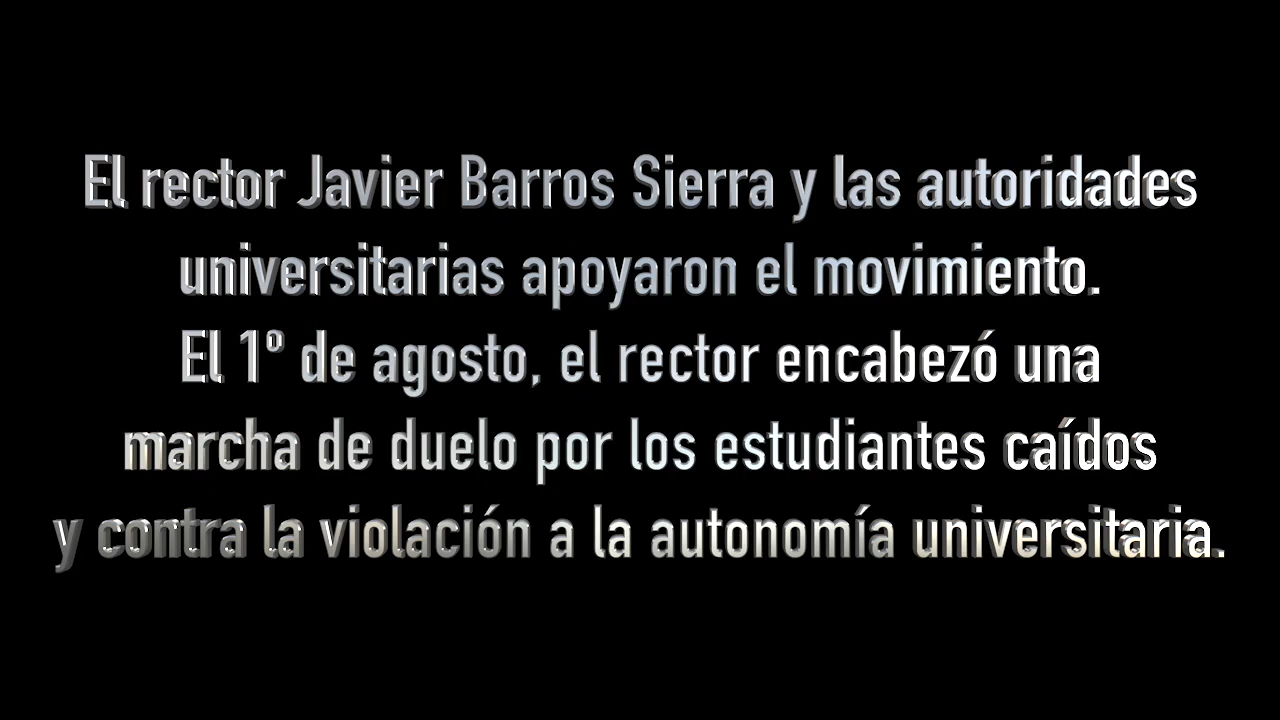 El rector Javier Barros Sierra y las autoridades
universitarias apoyaron el movimiento.
El 1º de agosto, el rector encabezó una
marcha de duelo por los estudiantes caídos
y contra la violación a la autonomía universitaria.